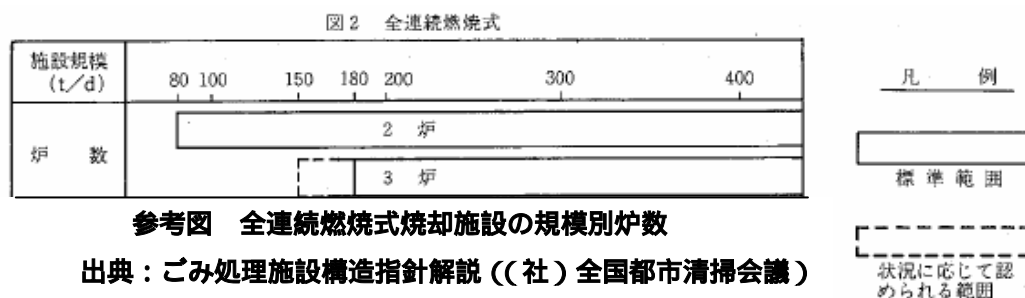 図2 全連続燃焼式
施設規模
(t/d)
80 100 150 180 200 300 400
炉 数
2 炉
3 炉
凡 例
標準範囲
状況に応じて認
められる範囲
参考図 全連続燃焼式焼却施設の規模別炉数
出典：ごみ処理施設構造指針解説（（社）全国都市清掃会議）